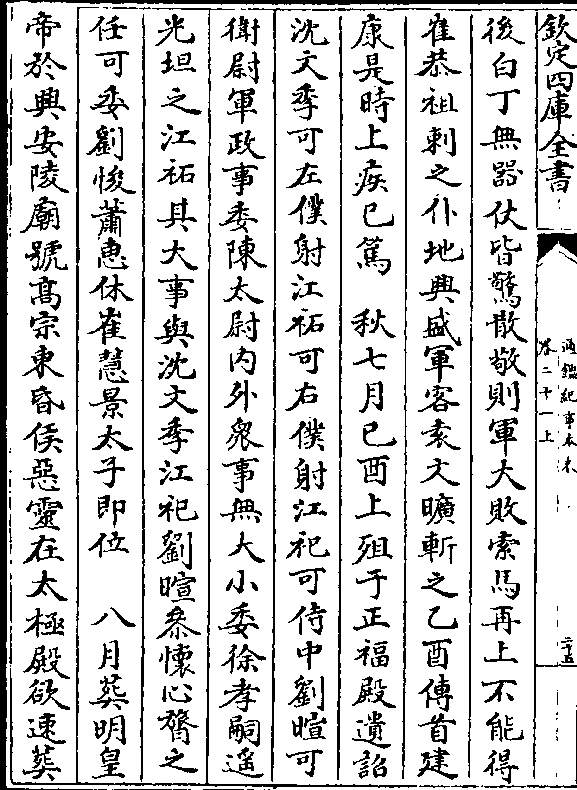 欽定四庫全書
通鑑紀事本末
卷二十一上
二十五
後白丁無器仗皆驚散敬則軍大敗索馬再上不能得
崔恭祖刺之仆地興盛軍客袁文曠斬之乙酉傳首建
康是時上疾已篤　秋七月己酉上殂于正福殿遺詔
沈文季可左僕射江祏可右僕射江祀可侍中劉暄可
衛尉軍政事委陳太尉內外衆事無大小委徐孝嗣遥
光坦之江祏其大事與沈文季江祀劉暄參懷心膂之
任可委劉悛蕭惠休崔慧景太子即位　八月葬明皇
帝於興安陵廟號髙宗東昏侯惡靈在太極殿欲速葬